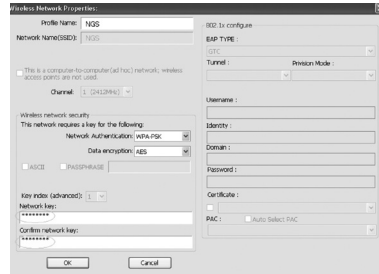 Wireless Network Properties:
Profile Name: NGS
Network Name(SSID): NGS
This is a computer-to-computer(ad hoc) network; wireless
access points are not used.
Channel: 1 (2412MHz)
Wireless network security
This network requires a key for the following:
Network Authentication: WPA-PSK
Data encryption: AES
ASCII PASSPHRASE
Key index (advanced): 1
Network key:
********
Confirm network key:
********
OK Cancel
802.1x configure
EAP TYPE :
GTC
Tunnel : Privision Mode :
Username :
Identity :
Domain :
Password :
Certificate :
PAC : Auto Select PAC